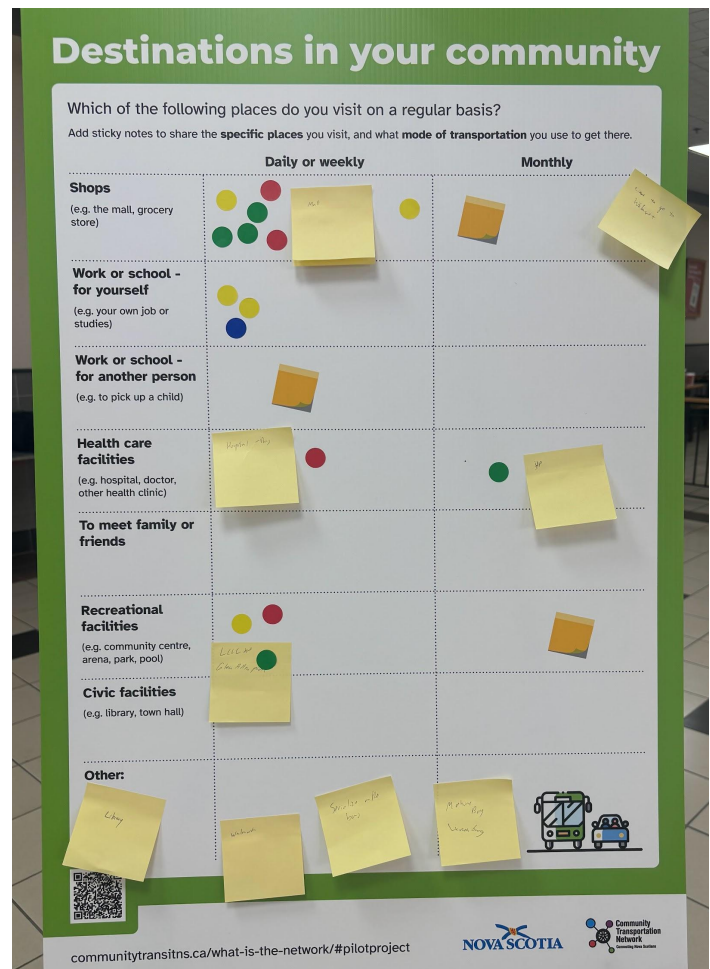 Destinations in your community
Which of the following places do you visit on a regular basis?
Add sticky notes to share the specific places you visit, and what mode of transportation you use to get there.
Daily or weekly
Monthly
Shops
(e.g. the mall, grocery
store)
Work or school -
for yourself
(e.g. your own job or
studies)
Work or school -
for another person
(e.g. to pick up a child)
Health care
facilities
(e.g. hospital, doctor,
other health clinic)
Hospital
To meet family or
friends
Recreational
facilities
(e.g. community centre,
arena, park, pool)
Civic facilities
(e.g. library, town hall)
Other:
Library
communitytransitns.ca/what-is-the-network/#pilotproject
NOVA SCOTIA
Community
Transportation
Network
Connecting Nova Scotians